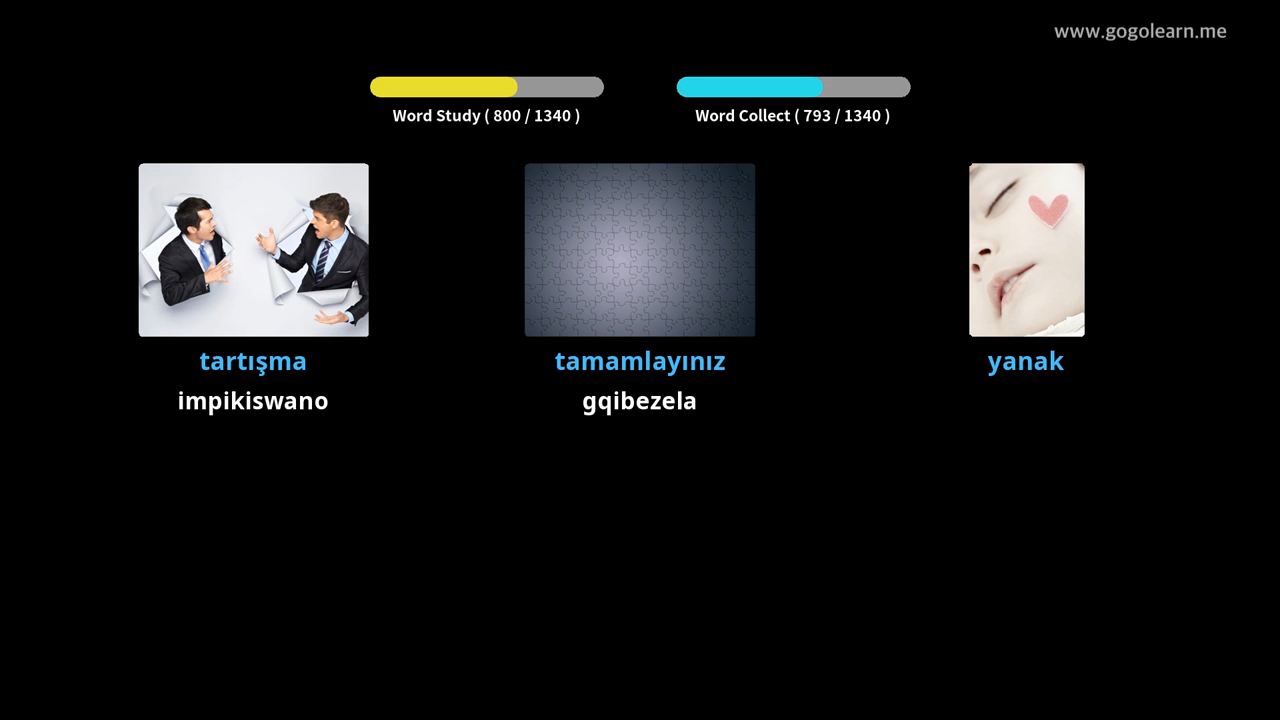 www.gogolearn.me
Word Study ( 800 / 1340 )
Word Collect ( 793 / 1340 )
tartışma
impikiswano
tamamlayınız
gqibezela
yanak